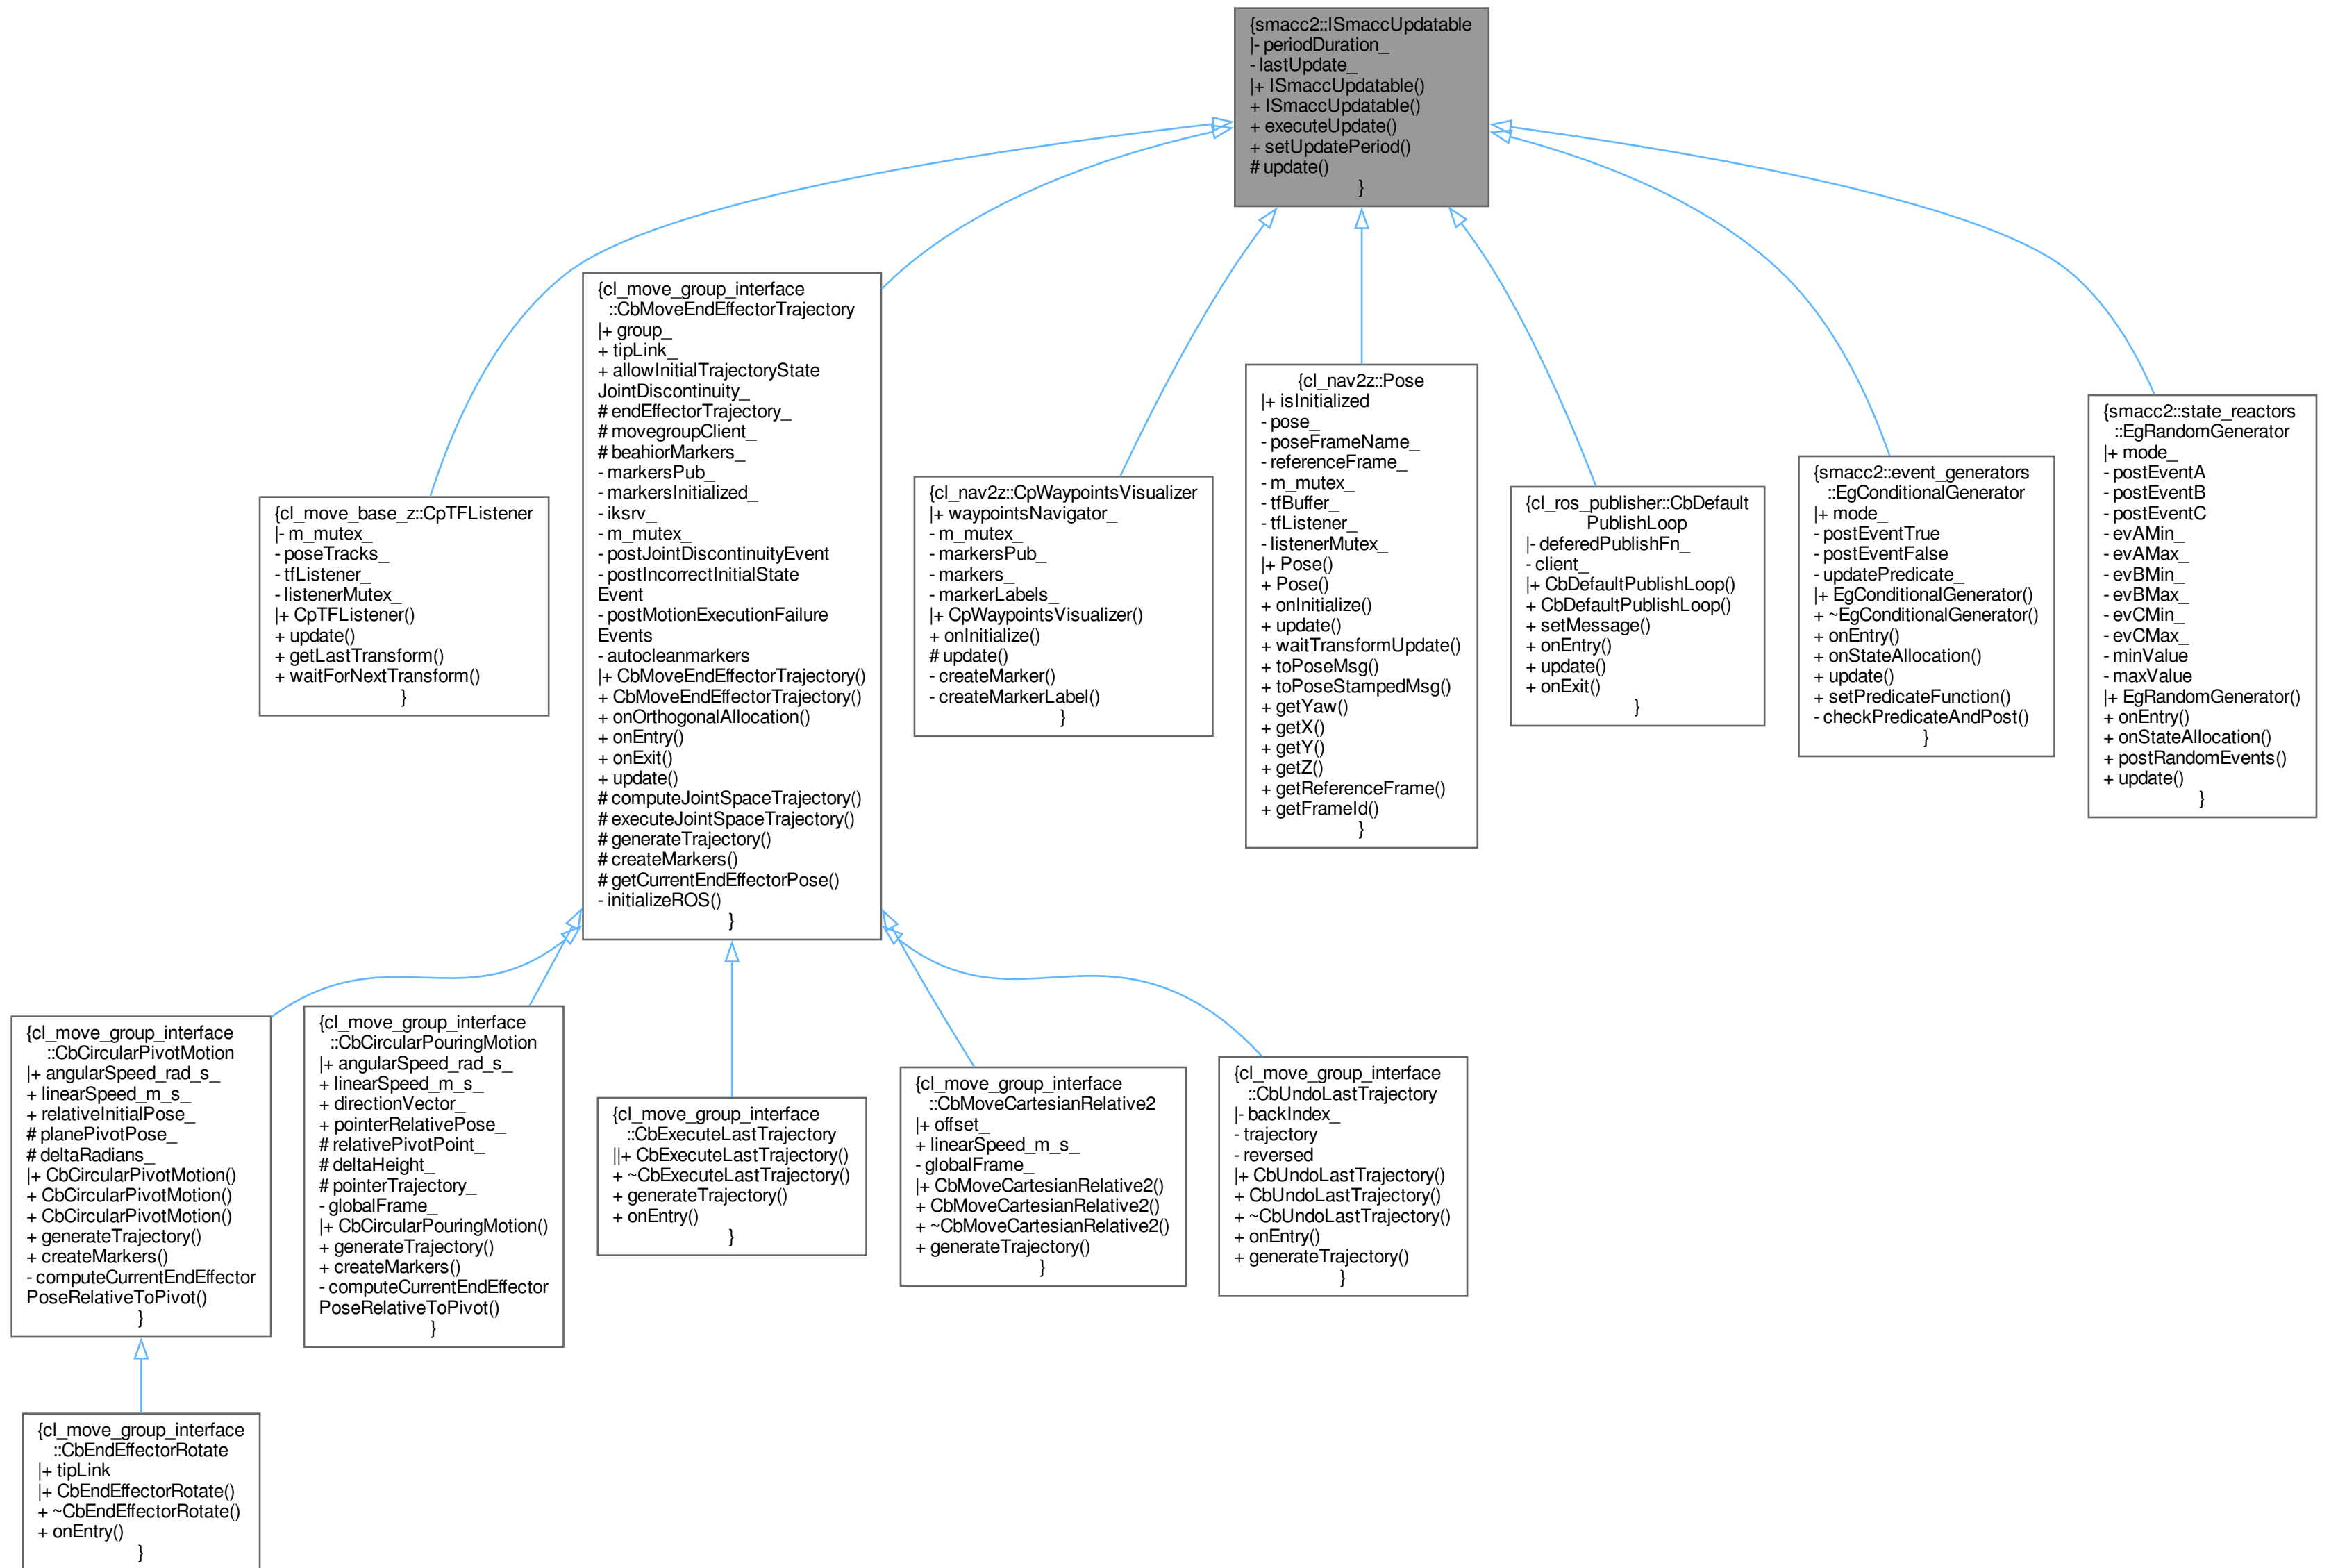 {smacc2::ISmaccUpdatable
|- periodDuration_
- lastUpdate_
|+ ISmaccUpdatable()
+ ISmaccUpdatable()
+ executeUpdate()
+ setUpdatePeriod()
# update()
}
{cl_move_base_z::CpTFListener
|- m_mutex_
- poseTracks_
- tfListener_
- listenerMutex_
|+ CpTFListener()
+ update()
+ getLastTransform()
+ waitForNextTransform()
}
{cl_move_group_interface
::CbMoveEndEffectorTrajectory
|+ group_
+ tipLink_
+ allowInitialTrajectoryState
JointDiscontinuity_
# endEffectorTrajectory_
# movegroupClient_
# beahiorMarkers_
- markersPub_
- markersInitialized_
- iksrv_
- m_mutex_
- postJointDiscontinuityEvent
- postIncorrectInitialState
Event
- postMotionExecutionFailure
Events
- autocleanmarkers
|+ CbMoveEndEffectorTrajectory()
+ CbMoveEndEffectorTrajectory()
+ onOrthogonalAllocation()
+ onEntry()
+ onExit()
+ update()
# computeJointSpaceTrajectory()
# executeJointSpaceTrajectory()
# generateTrajectory()
# createMarkers()
# getCurrentEndEffectorPose()
- initializeROS()
}
{cl_nav2z::CpWaypointsVisualizer
|+ waypointsNavigator_
- m_mutex_
- markersPub_
- markers_
- markerLabels_
|+ CpWaypointsVisualizer()
+ onInitialize()
# update()
- createMarker()
- createMarkerLabel()
}
{cl_nav2z::Pose
|+ isInitialized
- pose_
- poseFrameName_
- referenceFrame_
- m_mutex_
- tfBuffer_
- tfListener_
- listenerMutex_
|+ Pose()
+ Pose()
+ onInitialize()
+ update()
+ waitTransformUpdate()
+ toPoseMsg()
+ toPoseStampedMsg()
+ getYaw()
+ getX()
+ getY()
+ getZ()
+ getReferenceFrame()
+ getFrameId()
}
{cl_ros_publisher::CbDefault
PublishLoop
|- deferedPublishFn_
- client_
|+ CbDefaultPublishLoop()
+ CbDefaultPublishLoop()
+ setMessage()
+ onEntry()
+ update()
+ onExit()
}
{smacc2::event_generators
::EgConditionalGenerator
|+ mode_
- postEventTrue
- postEventFalse
- updatePredicate_
|+ EgConditionalGenerator()
+ ~EgConditionalGenerator()
+ onEntry()
+ onStateAllocation()
+ update()
+ setPredicateFunction()
- checkPredicateAndPost()
}
{smacc2::state_reactors
::EgRandomGenerator
|+ mode_
- postEventA
- postEventB
- postEventC
- evAMin_
- evAMax_
- evBMin_
- evBMax_
- evCMin_
- evCMax_
- minValue
- maxValue
|+ EgRandomGenerator()
+ onEntry()
+ onStateAllocation()
+ postRandomEvents()
+ update()
}
{cl_move_group_interface
::CbCircularPivotMotion
|+ angularSpeed_rad_s_
+ linearSpeed_m_s_
+ relativeInitialPose_
# planePivotPose_
# deltaRadians_
|+ CbCircularPivotMotion()
+ CbCircularPivotMotion()
+ CbCircularPivotMotion()
+ generateTrajectory()
+ createMarkers()
- computeCurrentEndEffector
PoseRelativeToPivot()
}
{cl_move_group_interface
::CbCircularPouringMotion
|+ angularSpeed_rad_s_
+ linearSpeed_m_s_
+ directionVector_
+ pointerRelativePose_
# relativePivotPoint_
# deltaHeight_
# pointerTrajectory_
- globalFrame_
|+ CbCircularPouringMotion()
+ generateTrajectory()
+ createMarkers()
- computeCurrentEndEffector
PoseRelativeToPivot()
}
{cl_move_group_interface
::CbExecuteLastTrajectory
||+ CbExecuteLastTrajectory()
+ ~CbExecuteLastTrajectory()
+ generateTrajectory()
+ onEntry()
}
{cl_move_group_interface
::CbMoveCartesianRelative2
|+ offset_
+ linearSpeed_m_s_
- globalFrame_
|+ CbMoveCartesianRelative2()
+ CbMoveCartesianRelative2()
+ ~CbMoveCartesianRelative2()
+ generateTrajectory()
}
{cl_move_group_interface
::CbUndoLastTrajectory
|- backIndex_
- trajectory
- reversed
|+ CbUndoLastTrajectory()
+ CbUndoLastTrajectory()
+ ~CbUndoLastTrajectory()
+ onEntry()
+ generateTrajectory()
}
{cl_move_group_interface
::CbEndEffectorRotate
|+ tipLink
|+ CbEndEffectorRotate()
+ ~CbEndEffectorRotate()
+ onEntry()
}